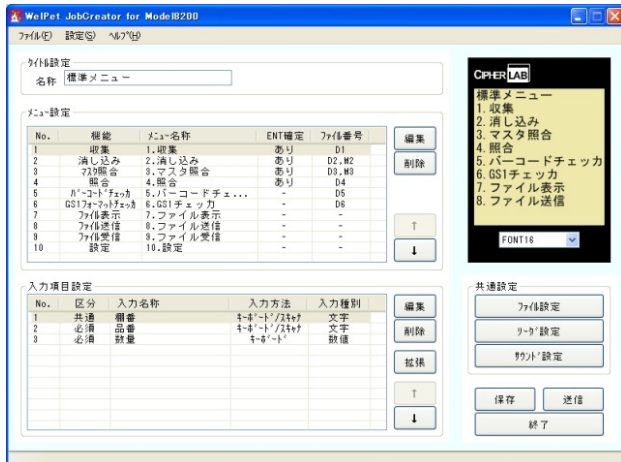 WelPet JobCreator for Model8200
ﾌｧｲﾙ(F) 設定(S) ﾍﾙﾌﾟ(H)
ﾀｲﾄﾙ設定
名称 標準メニュー
ﾒﾆｭｰ設定
No. 機能 ﾒﾆｭｰ名称 ENT確定 ﾌｧｲﾙ番号
1 収集 1.収集 あり D1
2 消し込み 2.消し込み あり D2,M2
3 ﾏｽﾀ照合 3.マスタ照合 あり D3,M3
4 照合 4.照合 あり D4
5 ﾊﾞｰｺｰﾄﾞﾁｪｯｶ 5.バーコードチェ... - D5
6 GS1ﾌｫｰﾏｯﾄﾁｪｯｶ 6.GS1チェッカ - D6
7 ﾌｧｲﾙ表示 7.ファイル表示 - -
8 ﾌｧｲﾙ送信 8.ファイル送信 - -
9 ﾌｧｲﾙ受信 9.ファイル受信 - -
10 設定 10.設定 - -
編集
削除
↑
↓
入力項目設定
No. 区分 入力名称 入力方法 入力種別
1 共通 棚番 ｷｰﾎﾞｰﾄﾞ/ｽｷｬﾅ 文字
2 必須 品番 ｷｰﾎﾞｰﾄﾞ/ｽｷｬﾅ 文字
3 必須 数量 ｷｰﾎﾞｰﾄﾞ 数値
編集
削除
拡張
↑
↓
CIPHER LAB
標準メニュー
1. 収集
2. 消し込み
3. マスタ照合
4. 照合
5. バーコードチェッカ
6. GS1チェッカ
7. ファイル表示
8. ファイル送信
FONT16
共通設定
ﾌｧｲﾙ設定
ﾘｰﾀﾞ設定
ｻｳﾝﾄﾞ設定
保存 送信
終了